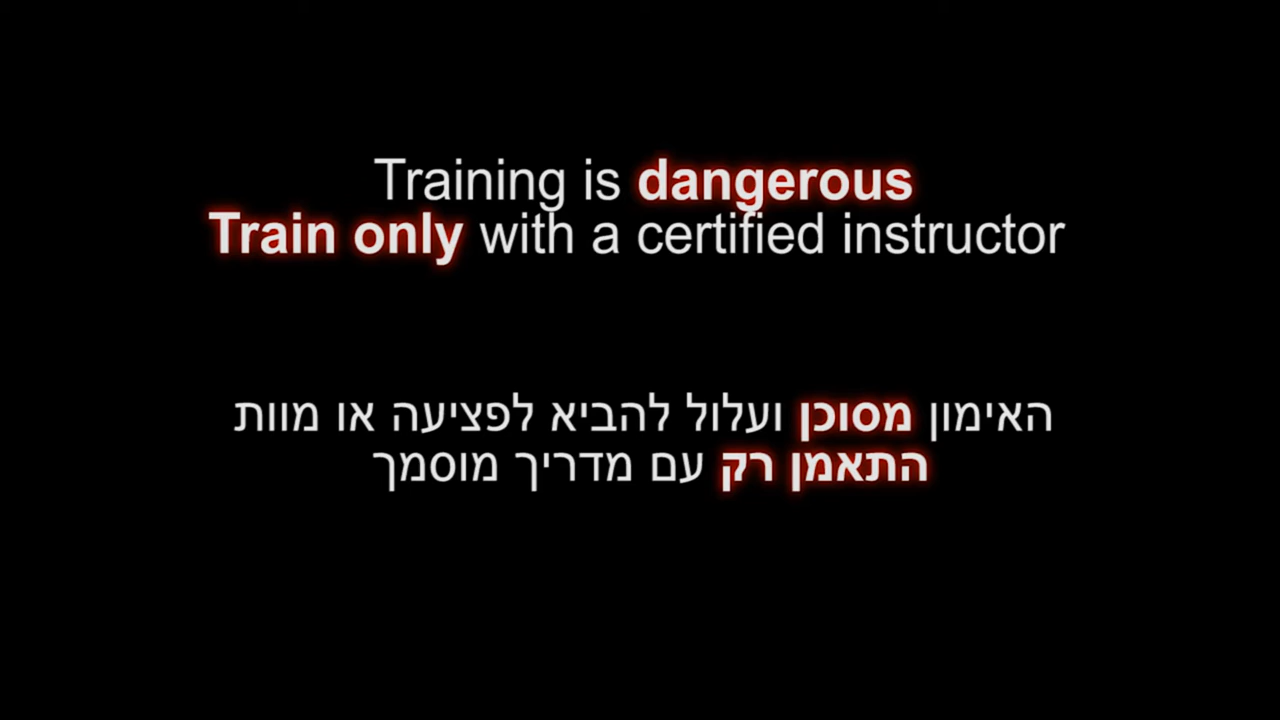 Training is dangerous
Train only with a certified instructor
האימון מסוכן ועלול להביא לפציעה או מוות
התאמן רק עם מדריך מוסמך